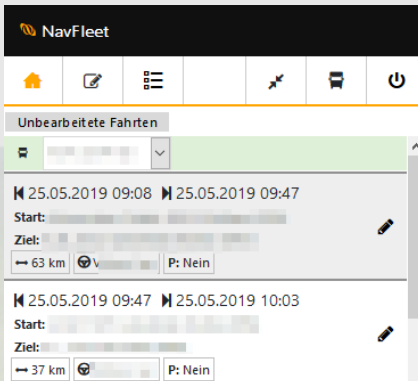 NavFleet
Unbearbeitete Fahrten
25.05.2019 09:08 25.05.2019 09:47
Start:
Ziel:
63 km P: Nein
25.05.2019 09:47 25.05.2019 10:03
Start:
Ziel:
37 km P: Nein